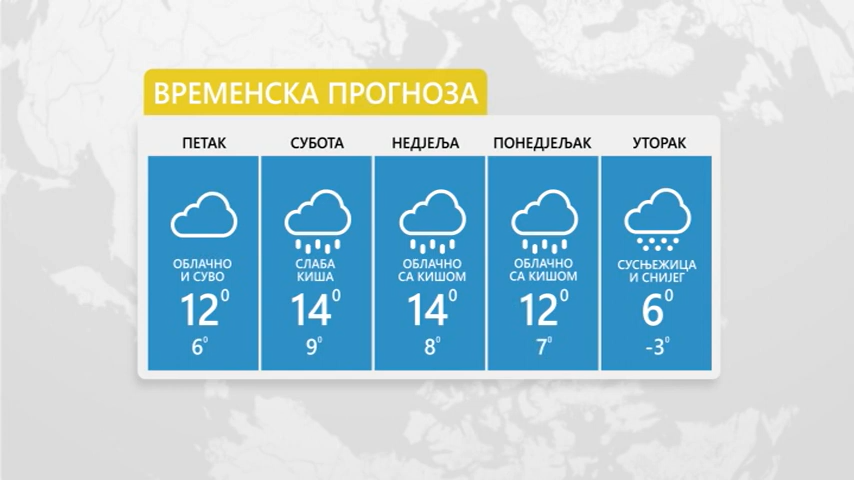 ВРЕМЕНСКА ПРОГНОЗА
ПЕТАК
ОБЛАЧНО
И СУВО
12⁰
6⁰
СУБОТА
СЛАБА
КИША
14⁰
9⁰
НЕДЈЕЉА
ОБЛАЧНО
СА КИШОМ
14⁰
8⁰
ПОНЕДЈЕЉАК
ОБЛАЧНО
СА КИШОМ
12⁰
7⁰
УТОРАК
СУСЊЕЖИЦА
И СНИЈЕГ
6⁰
-3⁰